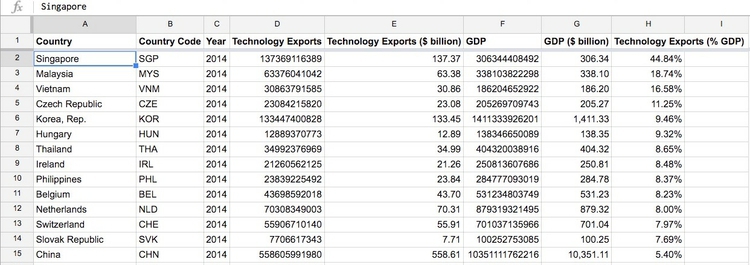 fx Singapore
A B C D E F G H I
1 Country Country Code Year Technology Exports Technology Exports ($ billion) GDP GDP ($ billion) Technology Exports (% GDP)
2 Singapore SGP 2014 137369116389 137.37 306344408492 306.34 44.84%
3 Malaysia MYS 2014 63376041042 63.38 338103822298 338.10 18.74%
4 Vietnam VNM 2014 30863791585 30.86 186204652922 186.20 16.58%
5 Czech Republic CZE 2014 23084215820 23.08 205269709743 205.27 11.25%
6 Korea, Rep. KOR 2014 133447400828 133.45 1411333926201 1,411.33 9.46%
7 Hungary HUN 2014 12889370773 12.89 138346650089 138.35 9.32%
8 Thailand THA 2014 34992376969 34.99 404320038916 404.32 8.65%
9 Ireland IRL 2014 21260562125 21.26 250813607686 250.81 8.48%
10 Philippines PHL 2014 23839225492 23.84 284777093019 284.78 8.37%
11 Belgium BEL 2014 43698592018 43.70 531234803749 531.23 8.23%
12 Netherlands NLD 2014 70308349003 70.31 879319321495 879.32 8.00%
13 Switzerland CHE 2014 55906710140 55.91 701037135966 701.04 7.97%
14 Slovak Republic SVK 2014 7706617343 7.71 100252753085 100.25 7.69%
15 China CHN 2014 558605991980 558.61 10351111762216 10,351.11 5.40%